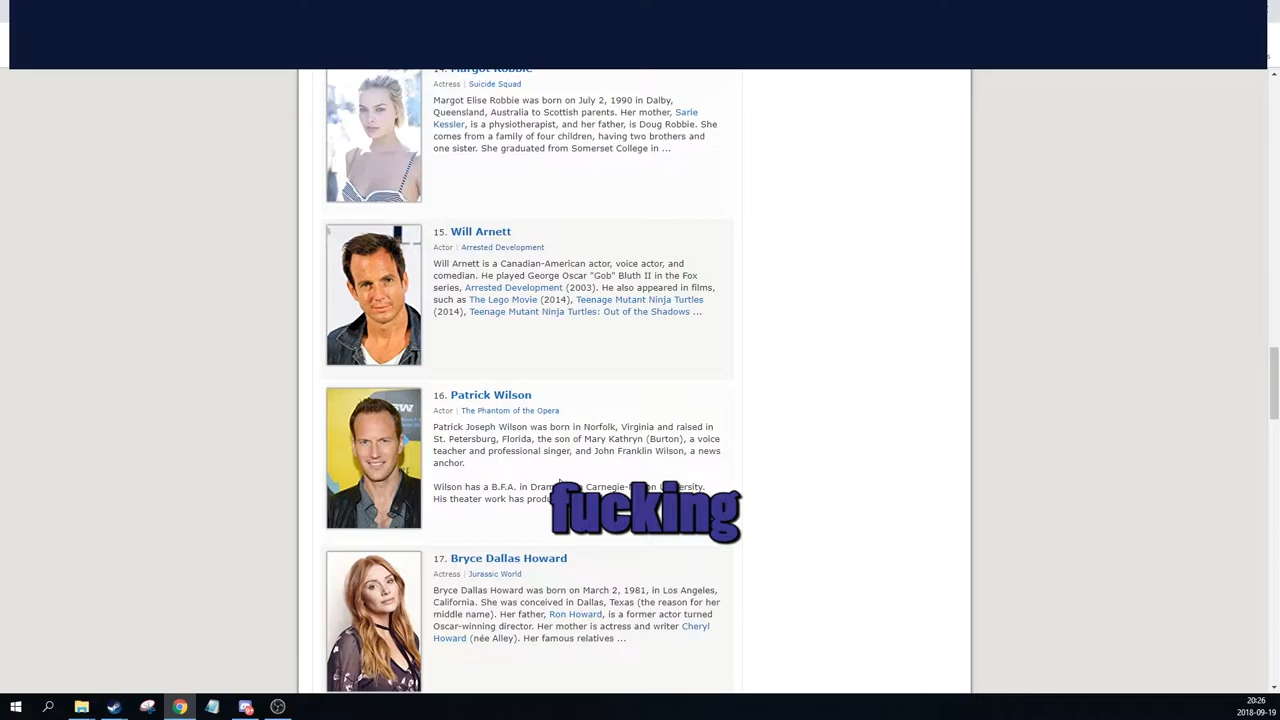 14. Margot Robbie
Actress | Suicide Squad
Margot Elise Robbie was born on July 2, 1990 in Dalby,
Queensland, Australia to Scottish parents. Her mother, Sarie
Kessler, is a physiotherapist, and her father, is Doug Robbie. She
comes from a family of four children, having two brothers and
one sister. She graduated from Somerset College in ...
15. Will Arnett
Actor | Arrested Development
Will Arnett is a Canadian-American actor, voice actor, and
comedian. He played George Oscar "Gob" Bluth II in the Fox
series, Arrested Development (2003). He also appeared in films,
such as The Lego Movie (2014), Teenage Mutant Ninja Turtles
(2014), Teenage Mutant Ninja Turtles: Out of the Shadows ...
16. Patrick Wilson
Actor | The Phantom of the Opera
Patrick Joseph Wilson was born in Norfolk, Virginia and raised in
St. Petersburg, Florida, the son of Mary Kathryn (Burton), a voice
teacher and professional singer, and John Franklin Wilson, a news
anchor.
Wilson has a B.F.A. in Carnegie-
His theater work has
fucking
17. Bryce Dallas Howard
Actress | Jurassic World
Bryce Dallas Howard was born on March 2, 1981, in Los Angeles,
California. She was conceived in Dallas, Texas (the reason for her
middle name). Her father, Ron Howard, is a former actor turned
Oscar-winning director. Her mother is actress and writer Cheryl
Howard (née Alley). Her famous relatives ...
20:26
2018-09-19